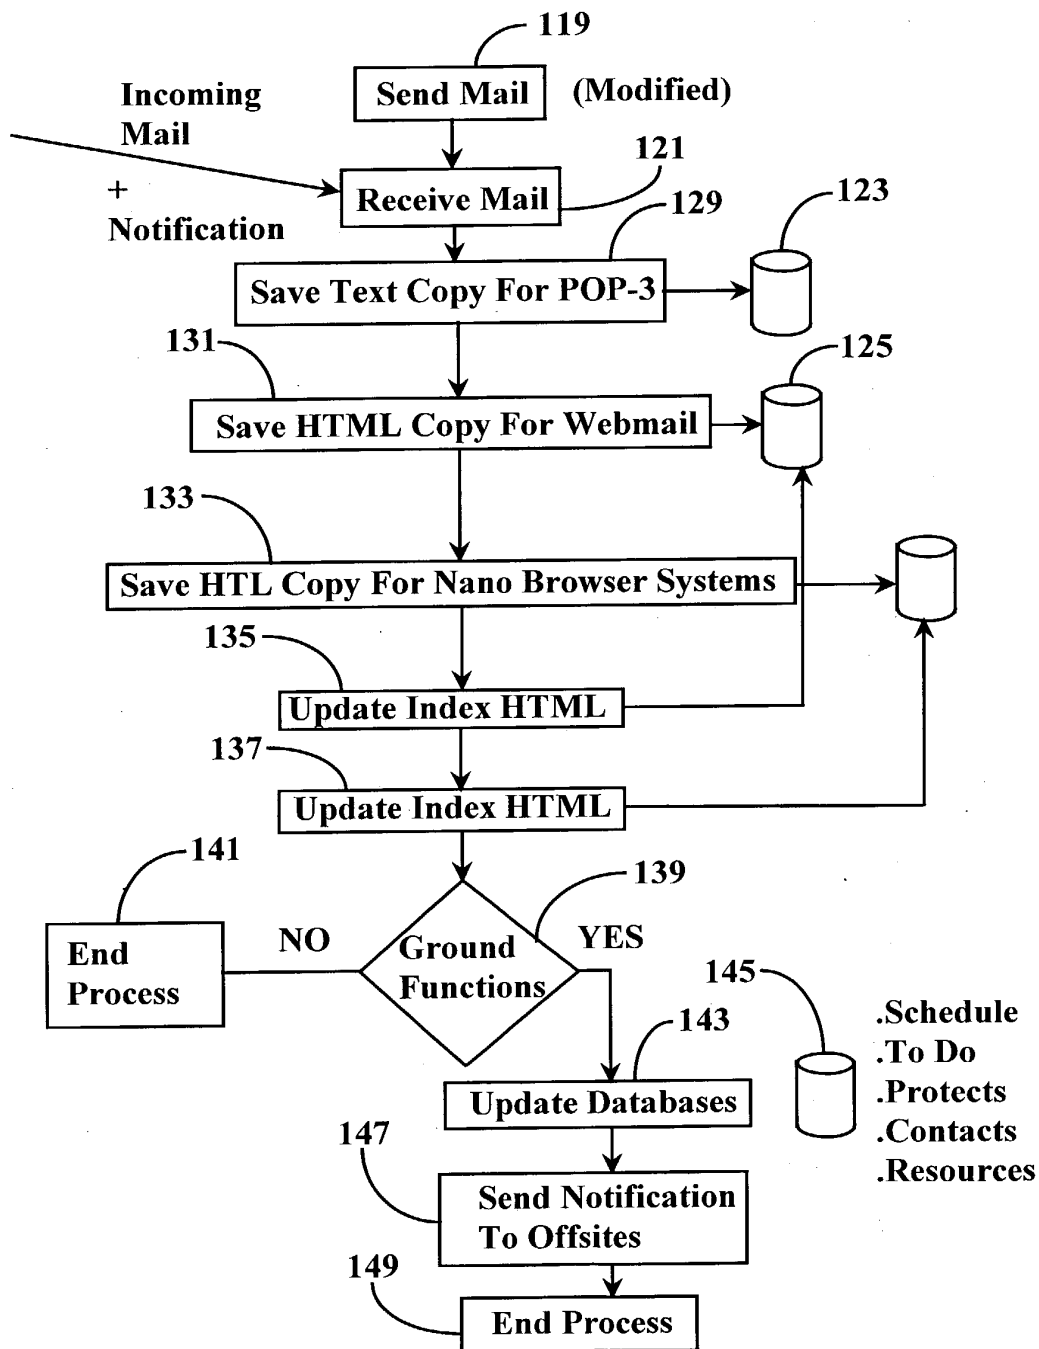 119
Send Mail
(Modified)
Incoming
Mail
+
Notification
121
Receive Mail
129
123
Save Text Copy For POP-3
131
125
Save HTML Copy For Webmail
133
Save HTL Copy For Nano Browser Systems
135
Update Index HTML
137
Update Index HTML
141
139
End
Process
NO
Ground
Functions
YES
145
143
.Schedule
.To Do
.Protects
.Contacts
.Resources
Update Databases
147
Send Notification
To Offsites
149
End Process